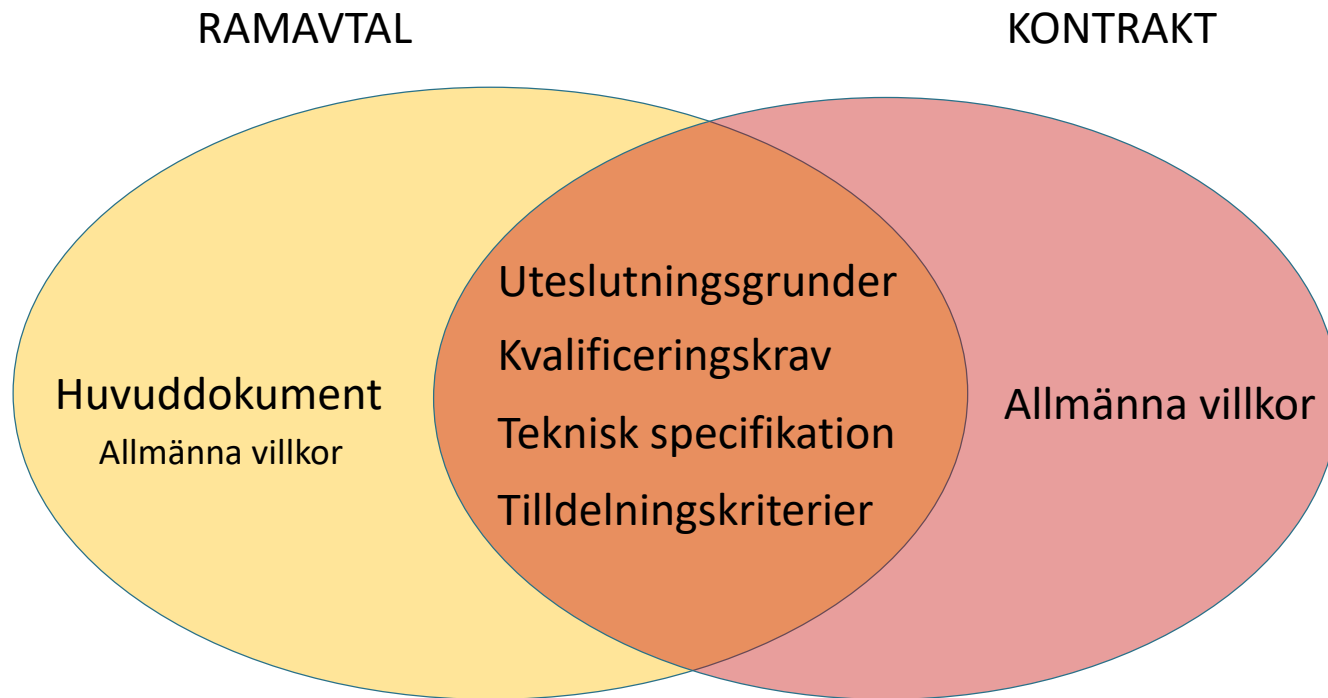 RAMAVTAL
KONTRAKT
Huvuddokument
Allmänna villkor
Uteslutningsgrunder
Kvalificeringskrav
Teknisk specifikation
Tilldelningskriterier
Allmänna villkor